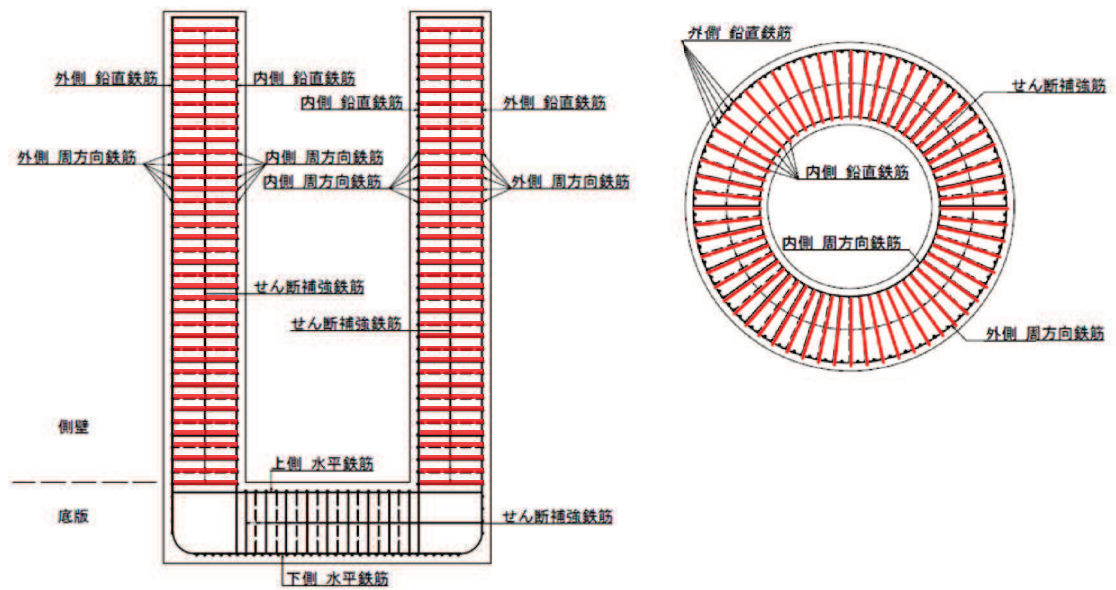 外側 鉛直鉄筋
内側 鉛直鉄筋
内側 鉛直鉄筋
外側 鉛直鉄筋
外側 周方向鉄筋
内側 周方向鉄筋
内側 周方向鉄筋
外側 周方向鉄筋
せん断補強鉄筋
せん断補強鉄筋
側壁
上側 水平鉄筋
底版
せん断補強鉄筋
下側 水平鉄筋
外側 鉛直鉄筋
せん断補強筋
内側 鉛直鉄筋
内側 周方向鉄筋
外側 周方向鉄筋